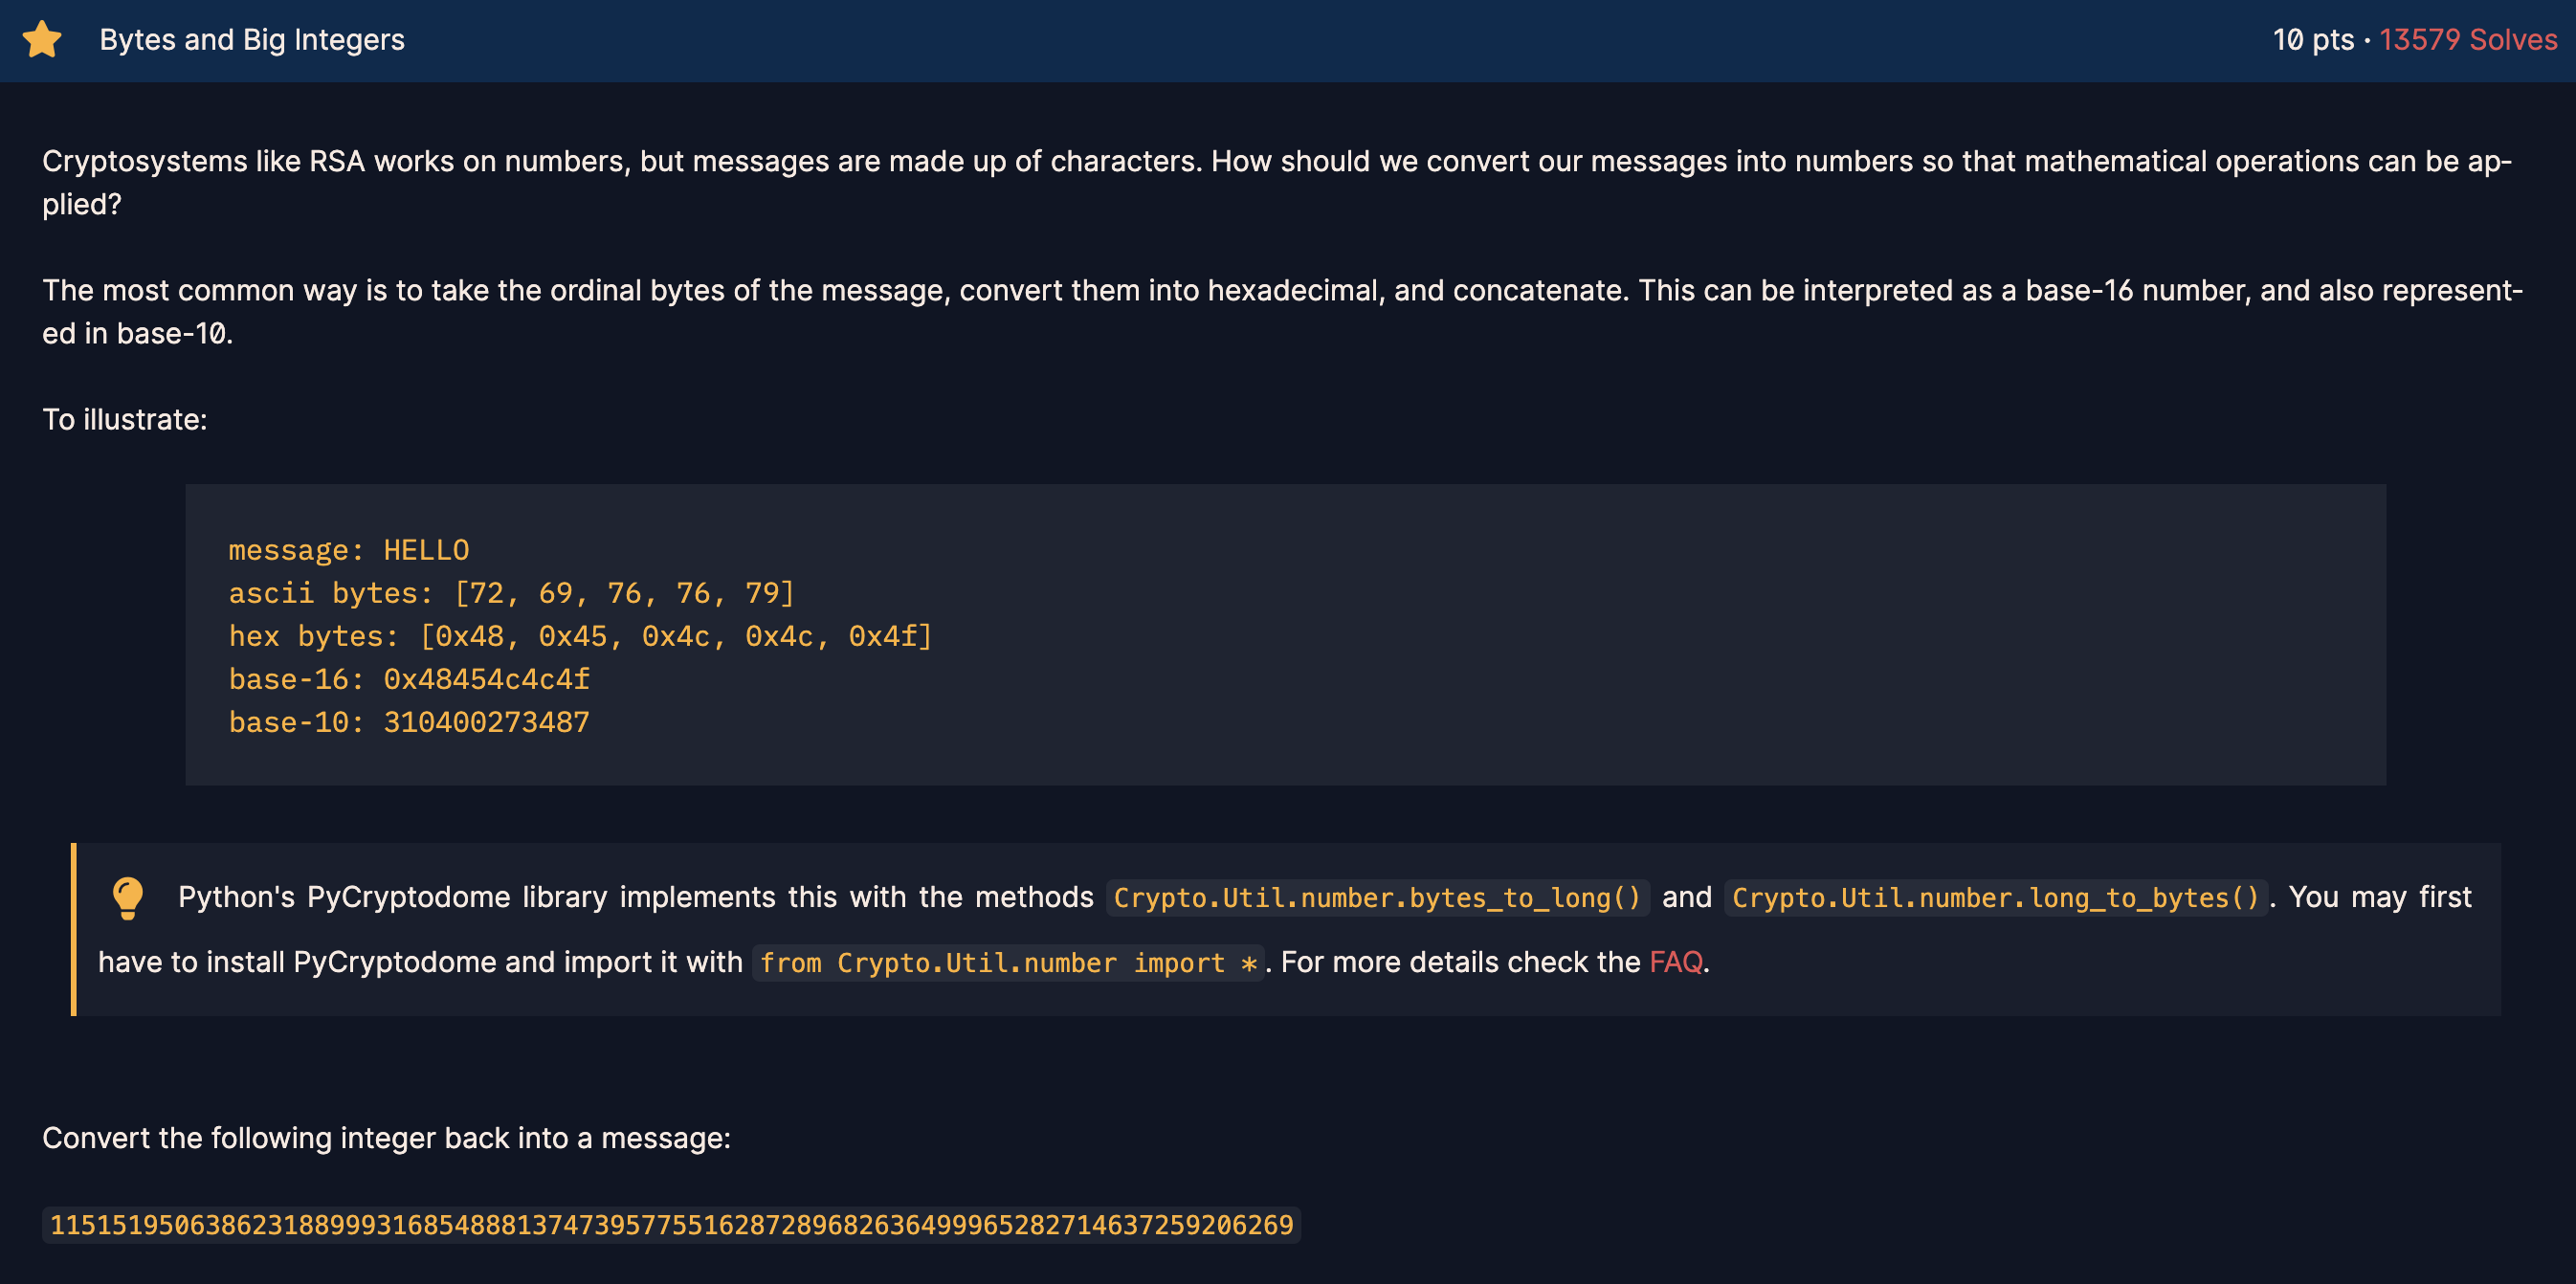 Bytes and Big Integers
10 pts · 13579 Solves
Cryptosystems like RSA works on numbers, but messages are made up of characters. How should we convert our messages into numbers so that mathematical operations can be ap-
plied?
The most common way is to take the ordinal bytes of the message, convert them into hexadecimal, and concatenate. This can be interpreted as a base-16 number, and also represent-
ed in base-10.
To illustrate:
message: HELLO
ascii bytes: [72, 69, 76, 76, 79]
hex bytes: [0x48, 0x45, 0x4c, 0x4c, 0x4f]
base-16: 0x48454c4c4f
base-10: 310400273487
Python's PyCryptodome library implements this with the methods Crypto.Util.number.bytes_to_long() and Crypto.Util.number.long_to_bytes(). You may first
have to install PyCryptodome and import it with from Crypto.Util.number import *. For more details check the FAQ.
Convert the following integer back into a message:
11515195063862318899931685488813747395775516287289682636499965282714637259206269